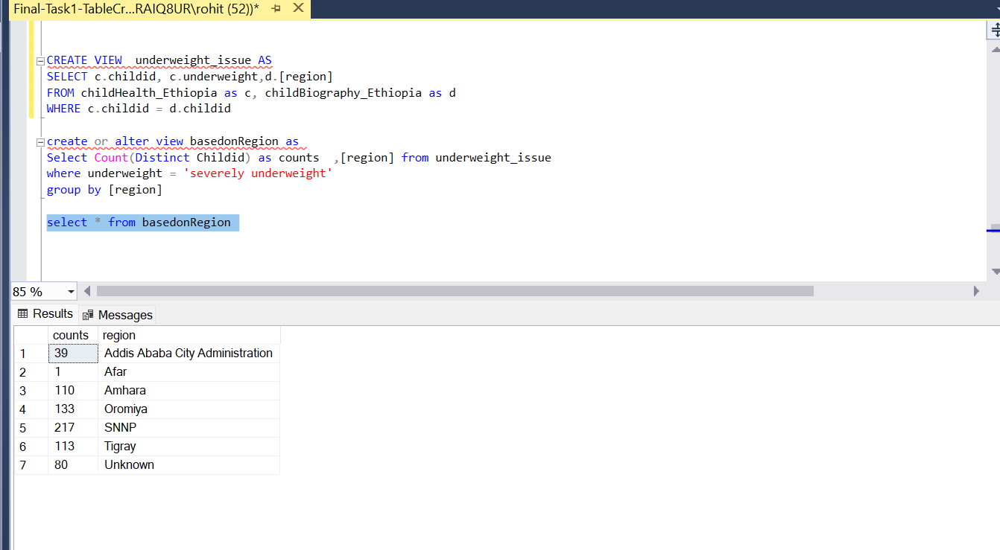 Final-Task1-TableCr...RAIQ8UR\rohit (52))*
CREATE VIEW  underweight_issue AS
SELECT c.childid, c.underweight,d.[region]
FROM childHealth_Ethiopia as c, childBiography_Ethiopia as d
WHERE c.childid = d.childid
create or alter view basedonRegion as
Select Count(Distinct Childid) as counts  ,[region] from underweight_issue
where underweight = 'severely underweight'
group by [region]
select * from basedonRegion
85 %
Results Messages
counts region
1 39 Addis Ababa City Administration
2 1 Afar
3 110 Amhara
4 133 Oromiya
5 217 SNNP
6 113 Tigray
7 80 Unknown